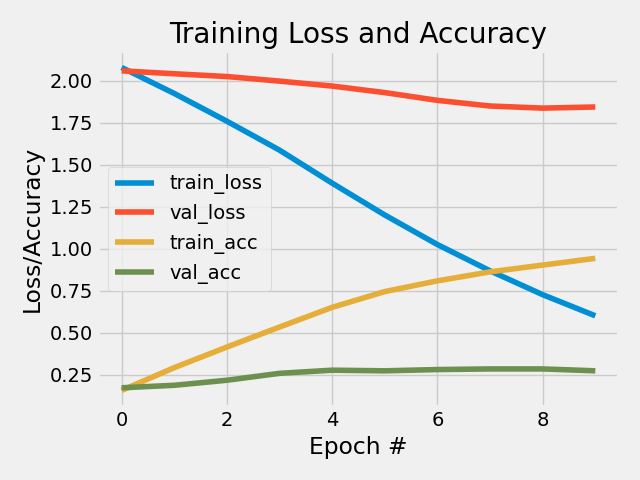 Training Loss and Accuracy
Loss/Accuracy
2.00
1.75
1.50
1.25
1.00
0.75
0.50
0.25
train_loss
val_loss
train_acc
val_acc
0 2 4 6 8
Epoch #